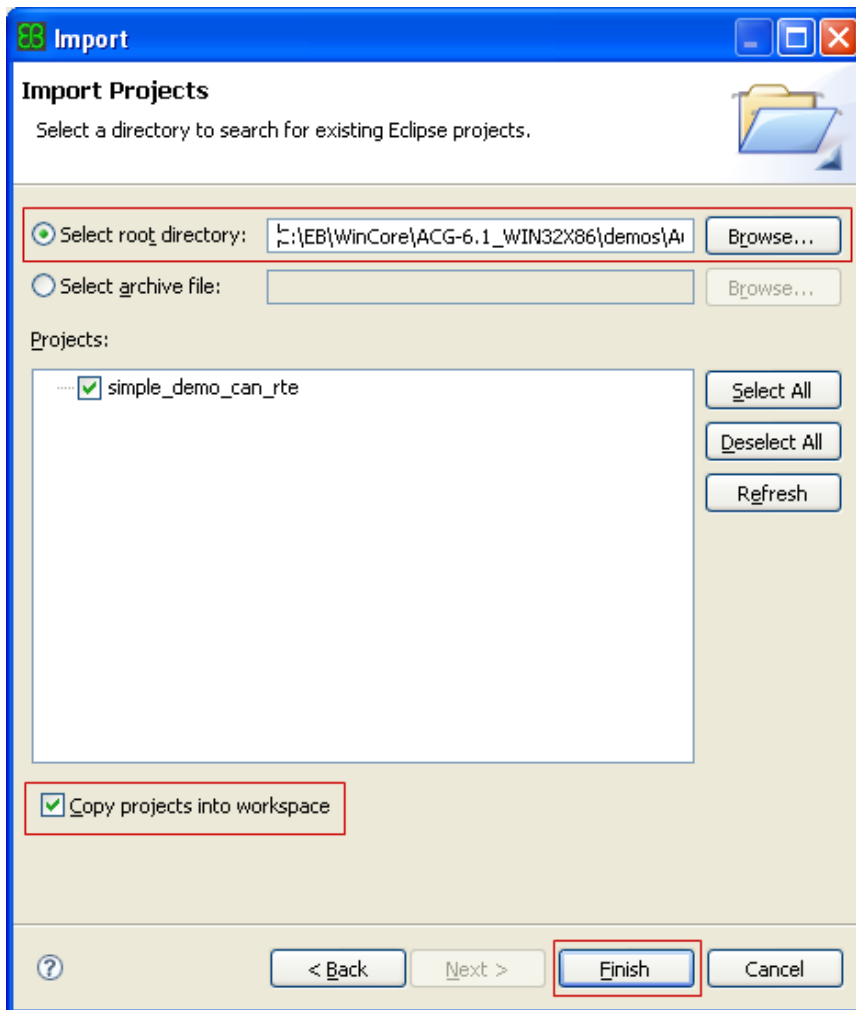 EB Import
Import Projects
Select a directory to search for existing Eclipse projects.
Select root directory: C:\EB\WinCore\ACG-6.1_WIN32X86\demos\ Browse...
Select archive file: Browse...
Projects:
simple_demo_can_rte
Select All
Deselect All
Refresh
Copy projects into workspace
? < Back Next > Finish Cancel